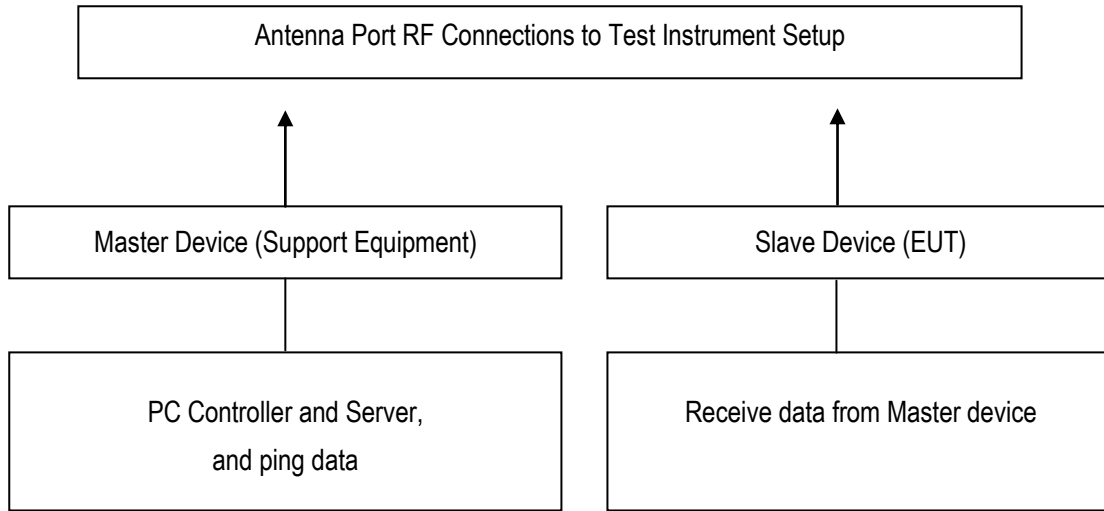 Antenna Port RF Connections to Test Instrument Setup
Master Device (Support Equipment)
Slave Device (EUT)
PC Controller and Server,
and ping data
Receive data from Master device